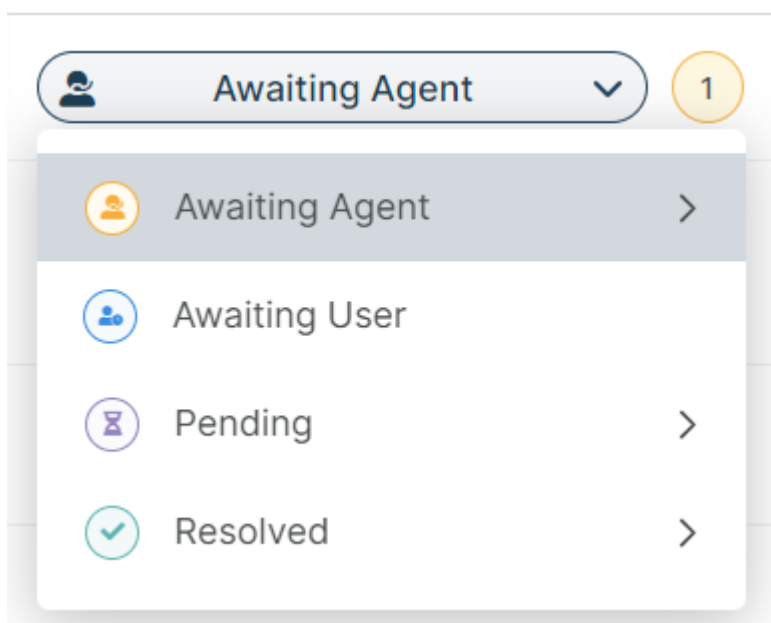 Awaiting Agent
1
Awaiting Agent
Awaiting User
Pending
Resolved